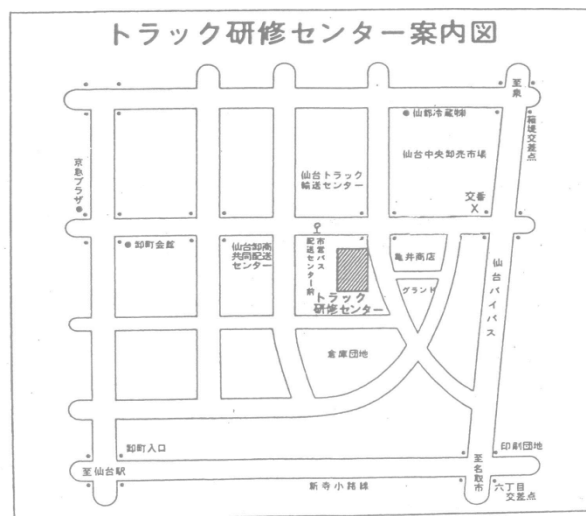 トラック研修センター案内図
至泉
仙都冷蔵㈱
箱堤交差点
仙台中央卸売市場
京急プラザ
仙台トラック
輸送センター
交番
卸町会館
仙台卸商
共同配送
センター
市営バス
配送センター前
亀井商店
仙台バイパス
グランド
トラック
研修センター
倉庫団地
卸町入口
印刷団地
至仙台駅
至名取市
新寺小路線
六丁目
交差点